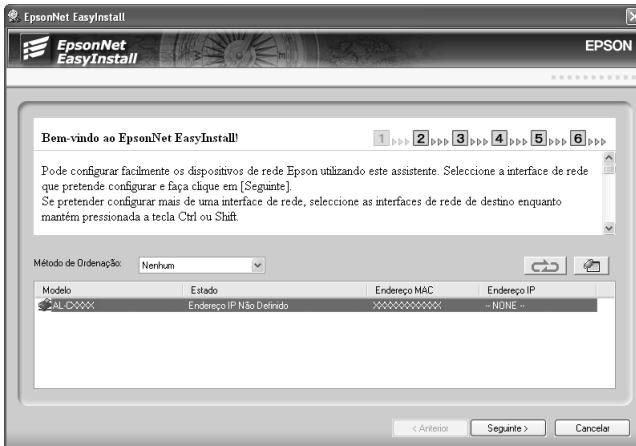 EpsonNet EasyInstall
EpsonNet
EasyInstall
EPSON
Bem-vindo ao EpsonNet EasyInstall!
1 2 3 4 5 6
Pode configurar facilmente os dispositivos de rede Epson utilizando este assistente. Seleccione a interface de rede
que pretende configurar e faça clique em [Seguinte].
Se pretender configurar mais de uma interface de rede, seleccione as interfaces de rede de destino enquanto
mantém pressionada a tecla Ctrl ou Shift.
Método de Ordenação: Nenhum
Modelo Estado Endereço MAC Endereço IP
AL-CXXXX Endereço IP Não Definido XXXXXXXXXXXX -- NONE --
< Anterior Seguinte > Cancelar